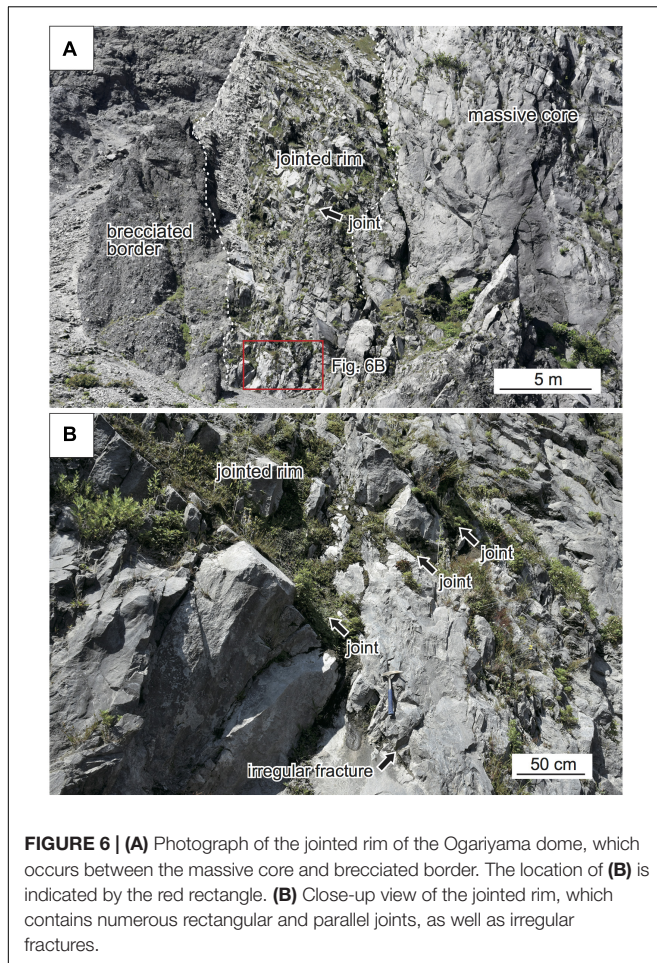 A
massive core
jointed rim
joint
brecciated
border
Fig. 6B
5 m
B
jointed rim
joint
joint
joint
irregular fracture
50 cm
FIGURE 6 | (A) Photograph of the jointed rim of the Ogariyama dome, which
occurs between the massive core and brecciated border. The location of (B) is
indicated by the red rectangle. (B) Close-up view of the jointed rim, which
contains numerous rectangular and parallel joints, as well as irregular
fractures.